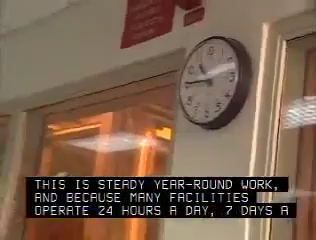 THIS IS STEADY YEAR-ROUND WORK,
AND BECAUSE MANY FACILITIES
OPERATE 24 HOURS A DAY, 7 DAYS A